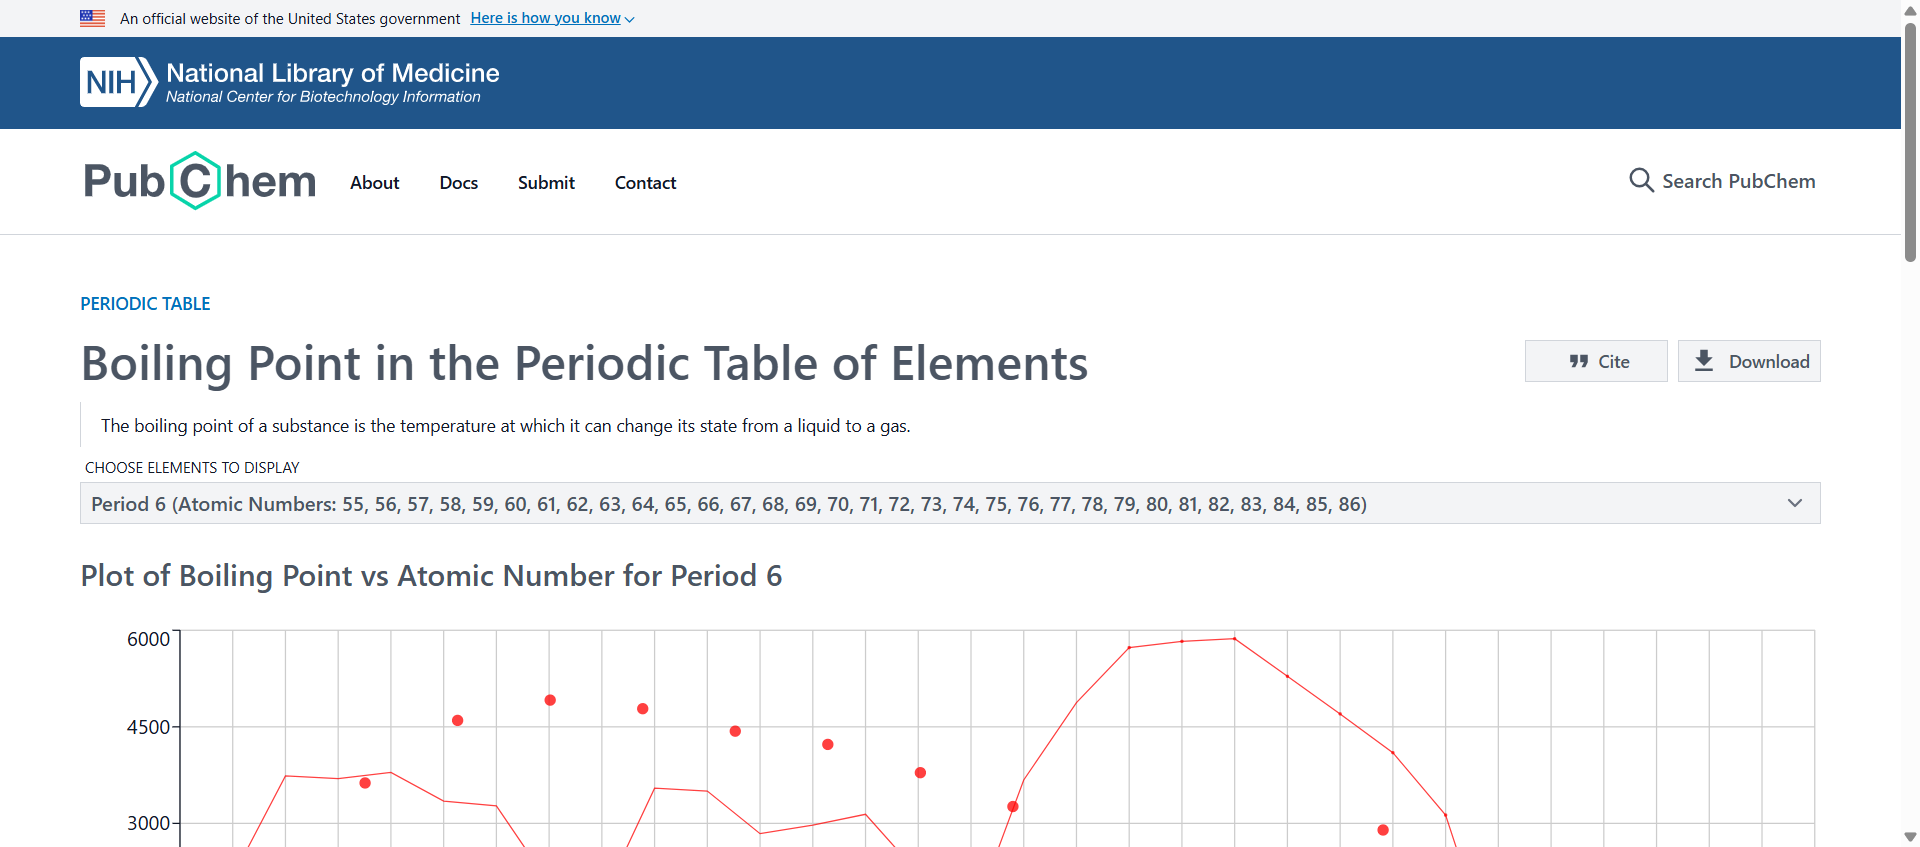 An official website of the United States government Here is how you know
NIH National Library of Medicine
National Center for Biotechnology Information
PubChem About Docs Submit Contact Search PubChem
PERIODIC TABLE
Boiling Point in the Periodic Table of Elements
Cite Download
The boiling point of a substance is the temperature at which it can change its state from a liquid to a gas.
CHOOSE ELEMENTS TO DISPLAY
Period 6 (Atomic Numbers: 55, 56, 57, 58, 59, 60, 61, 62, 63, 64, 65, 66, 67, 68, 69, 70, 71, 72, 73, 74, 75, 76, 77, 78, 79, 80, 81, 82, 83, 84, 85, 86)
Plot of Boiling Point vs Atomic Number for Period 6
6000
4500
3000